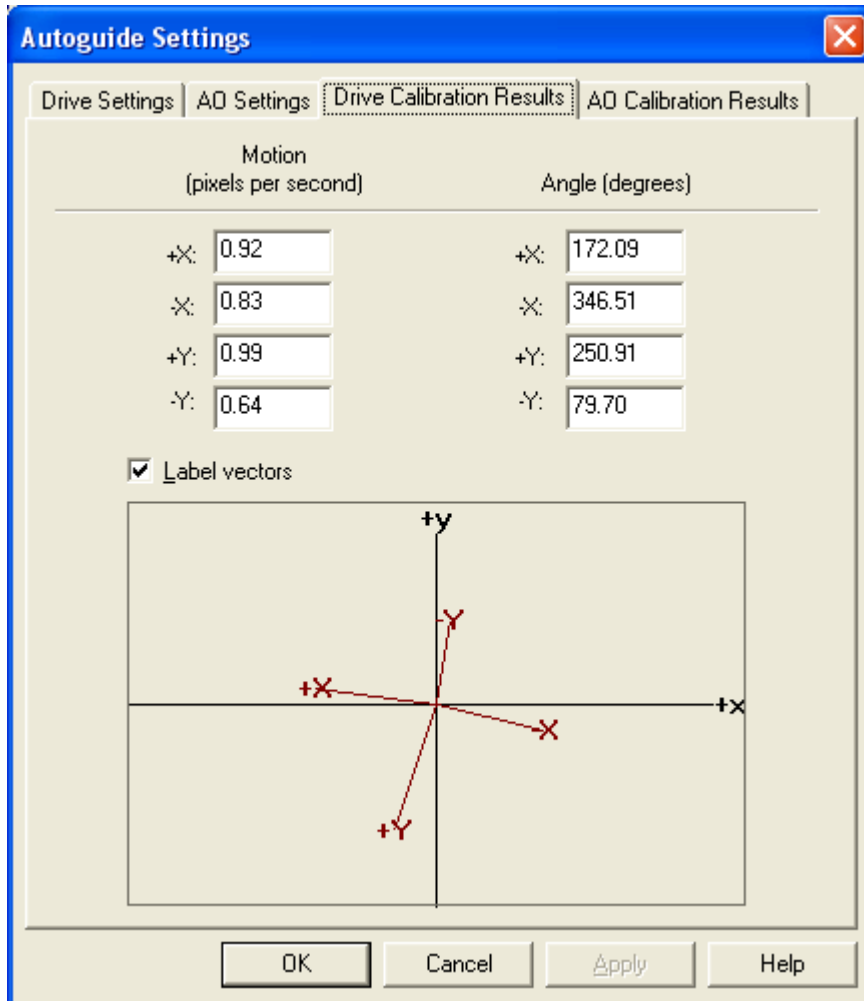 Autoguide Settings
Drive Settings AO Settings Drive Calibration Results AO Calibration Results
Motion
(pixels per second) Angle (degrees)
+X: 0.92 +X: 172.09
-X: 0.83 -X: 346.51
+Y: 0.99 +Y: 250.91
-Y: 0.64 -Y: 79.70
Label vectors
+y
-Y
+X
+x
-X
+Y
OK Cancel Apply Help